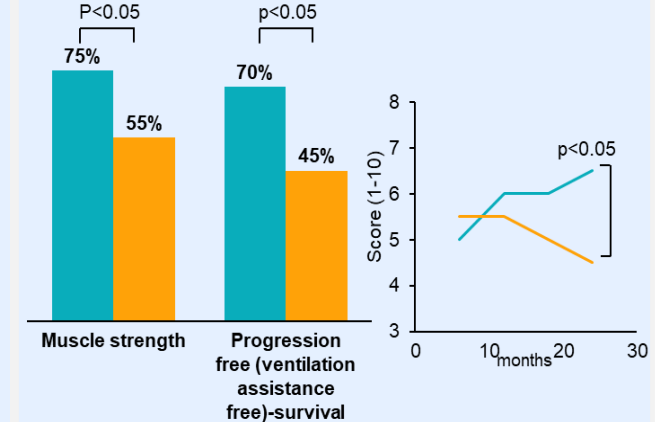 P<0.05
p<0.05
75%
55%
70%
45%
Muscle strength
Progression
free (ventilation
assistance
free)-survival
Score (1-10)
8
7
6
5
4
3
p<0.05
0
10
20
30
months